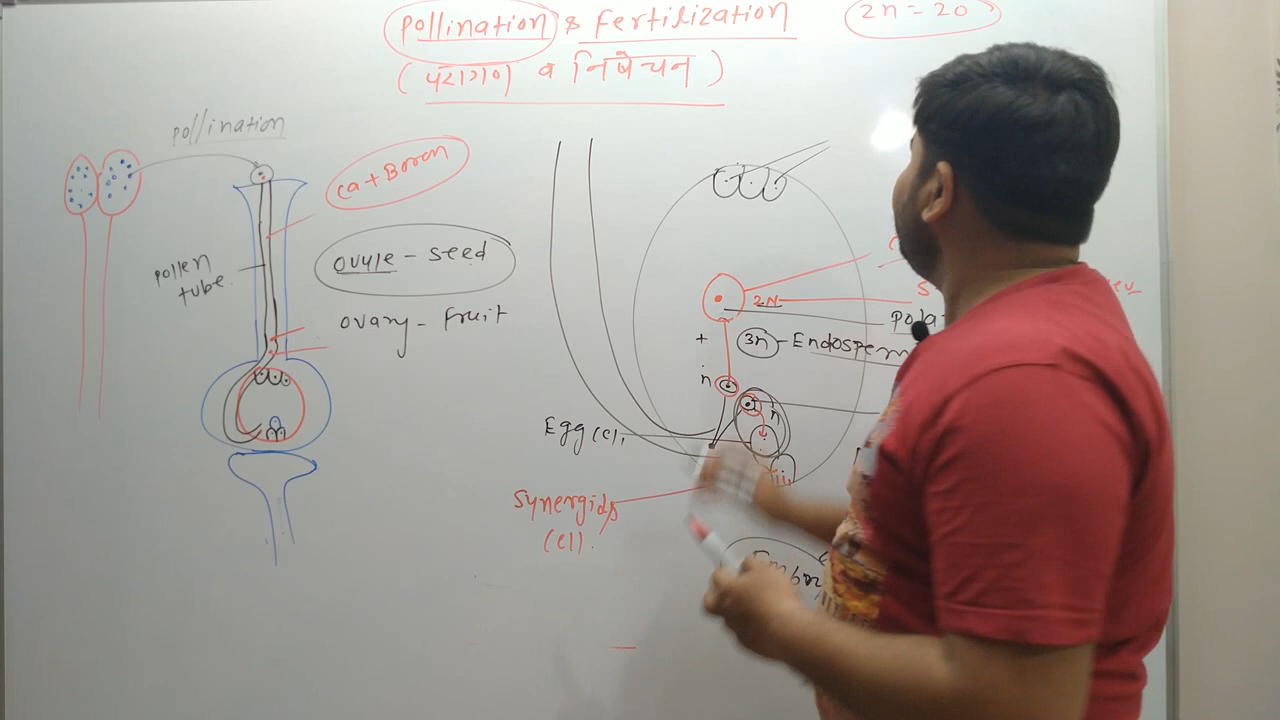 pollination & fertilization
2n = 20
( परागण व निषेचन )
pollination
Ca + Boron
ovule - seed
ovary - fruit
pollen
tube
2N
+
3n - Endosperm
n
n
Egg cell
Synergids
cell.